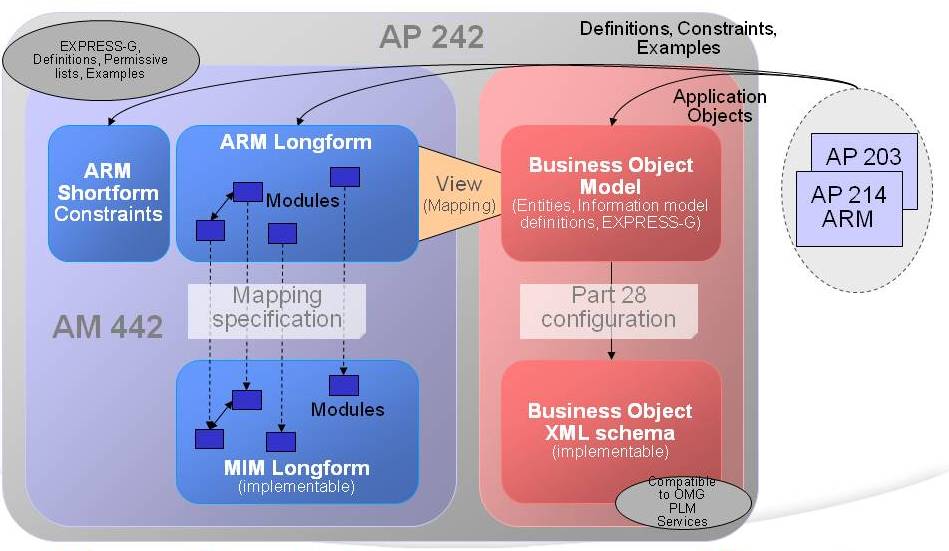 AP 242
Definitions, Constraints,
Examples
EXPRESS-G,
Definitions, Permissive
lists, Examples
Application
Objects
ARM
Shortform
Constraints
ARM Longform
Modules
View
(Mapping)
Business Object
Model
(Entities, Information model
definitions, EXPRESS-G)
AP 203
AP 214
ARM
AM 442
Mapping
specification
Part 28
configuration
Modules
MIM Longform
(implementable)
Business Object
XML schema
(implementable)
Compatible
to OMG
PLM
Services